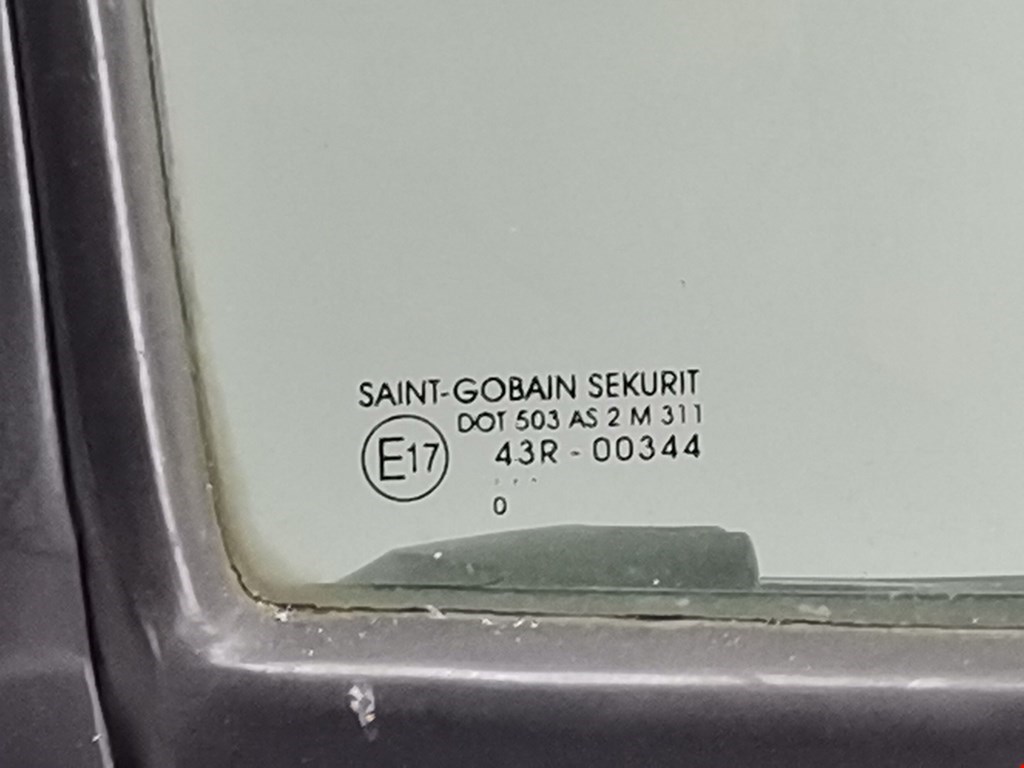 SAINT-GOBAIN SEKURIT
DOT 503 AS 2 M 311
E17 43R - 00344
...
0